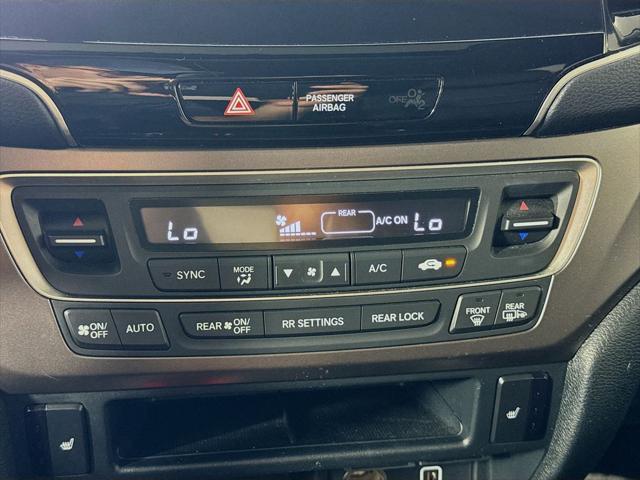 PASSENGER
AIRBAG
OFF
2
Lo
REAR
A/C ON
Lo
SYNC
MODE
A/C
ON/
OFF
AUTO
REAR ON/
OFF
RR SETTINGS
REAR LOCK
FRONT
REAR